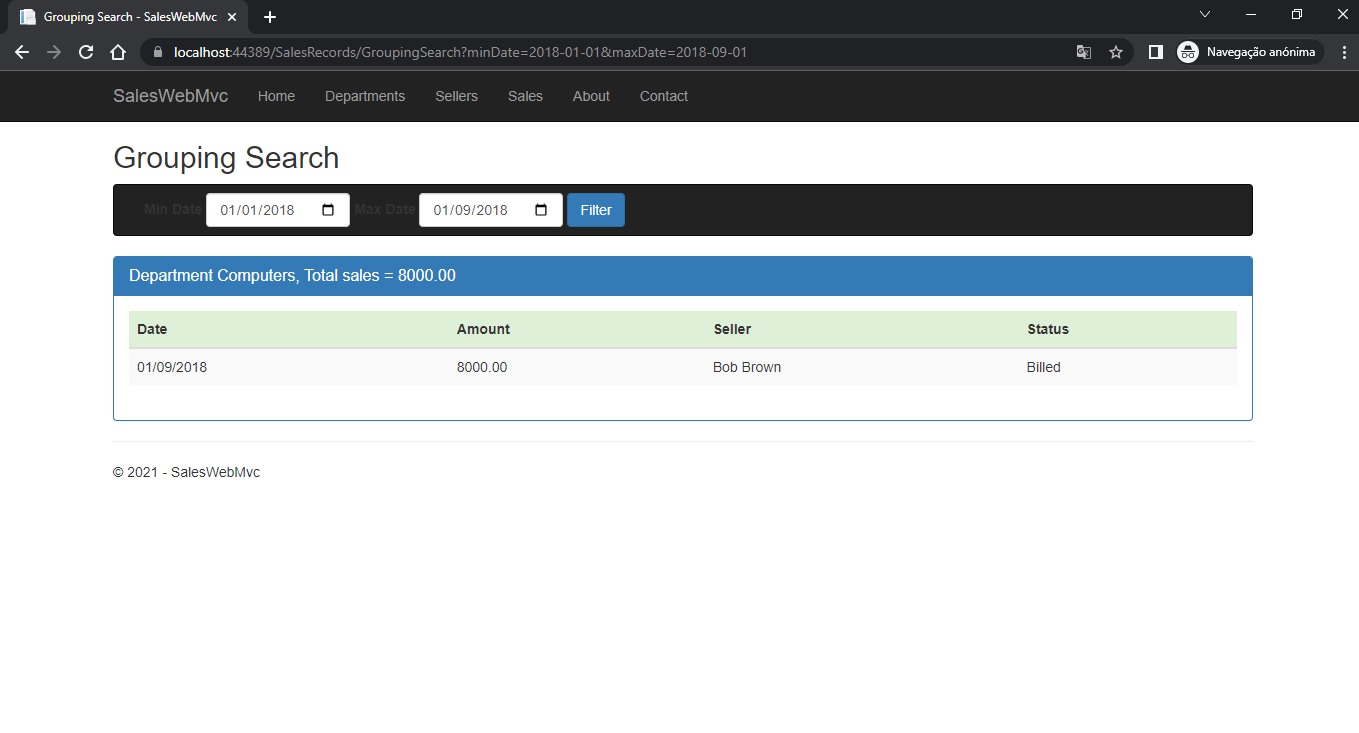 Grouping Search - SalesWebMvc
localhost:44389/SalesRecords/GroupingSearch?minDate=2018-01-01&maxDate=2018-09-01
Navegação anónima
SalesWebMvc Home Departments Sellers Sales About Contact
Grouping Search
Min Date 01/01/2018 Max Date 01/09/2018 Filter
Department Computers, Total sales = 8000.00
Date Amount Seller Status
01/09/2018 8000.00 Bob Brown Billed
© 2021 - SalesWebMvc